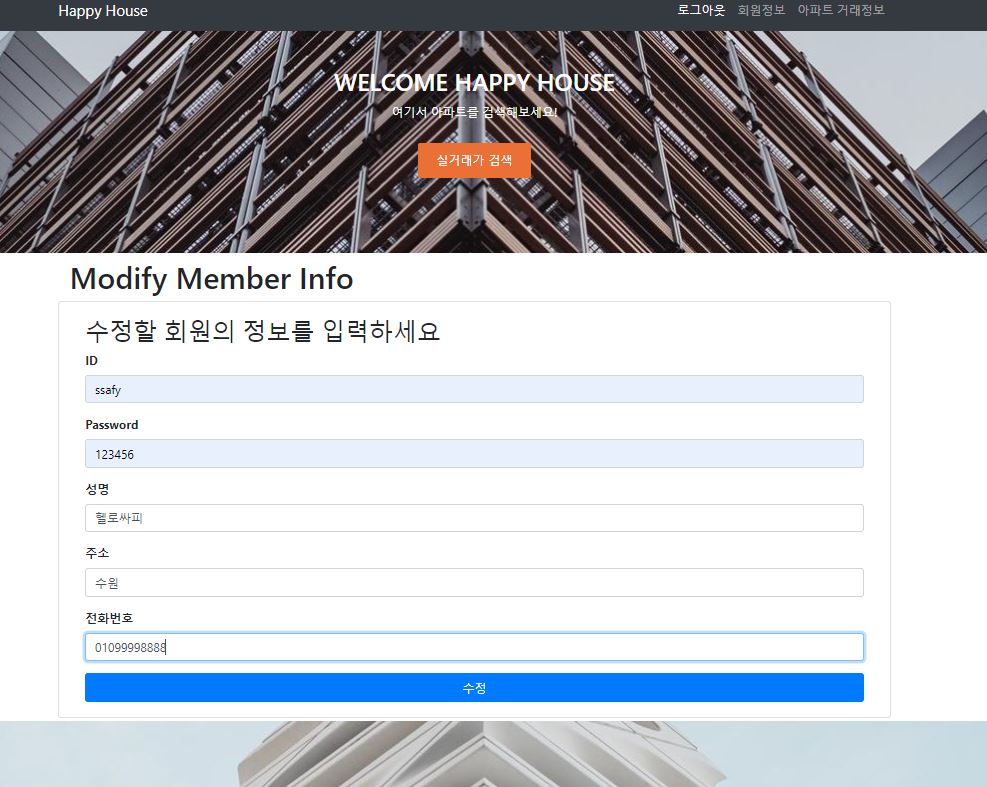 Happy House 로그아웃 회원정보 아파트 거래정보
WELCOME HAPPY HOUSE
여기서 아파트를 검색해보세요!
실거래가 검색
Modify Member Info
수정할 회원의 정보를 입력하세요
ID
ssafy
Password
123456
성명
헬로싸피
주소
수원
전화번호
01099998888
수정